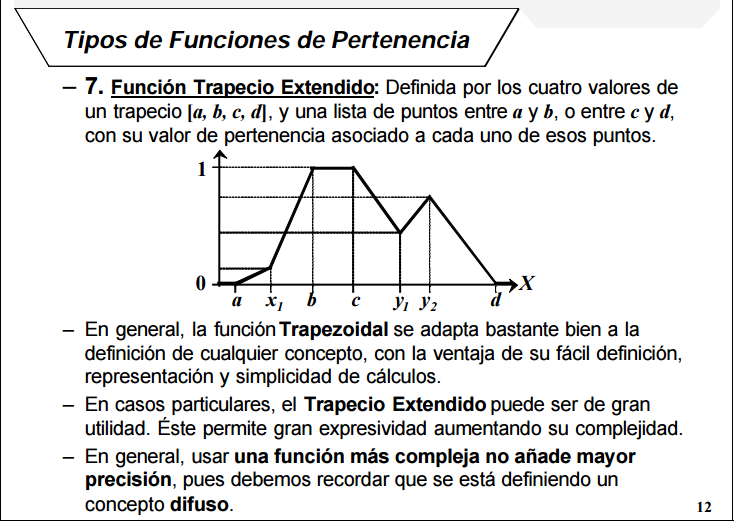 Tipos de Funciones de Pertenencia
– 7. Función Trapecio Extendido: Definida por los cuatro valores de
un trapecio [a, b, c, d], y una lista de puntos entre a y b, o entre c y d,
con su valor de pertenencia asociado a cada uno de esos puntos.
1
0
X
a x1 b c y1 y2 d
– En general, la función Trapezoidal se adapta bastante bien a la
definición de cualquier concepto, con la ventaja de su fácil definición,
representación y simplicidad de cálculos.
– En casos particulares, el Trapecio Extendido puede ser de gran
utilidad. Éste permite gran expresividad aumentando su complejidad.
– En general, usar una función más compleja no añade mayor
precisión, pues debemos recordar que se está definiendo un
concepto difuso.
12